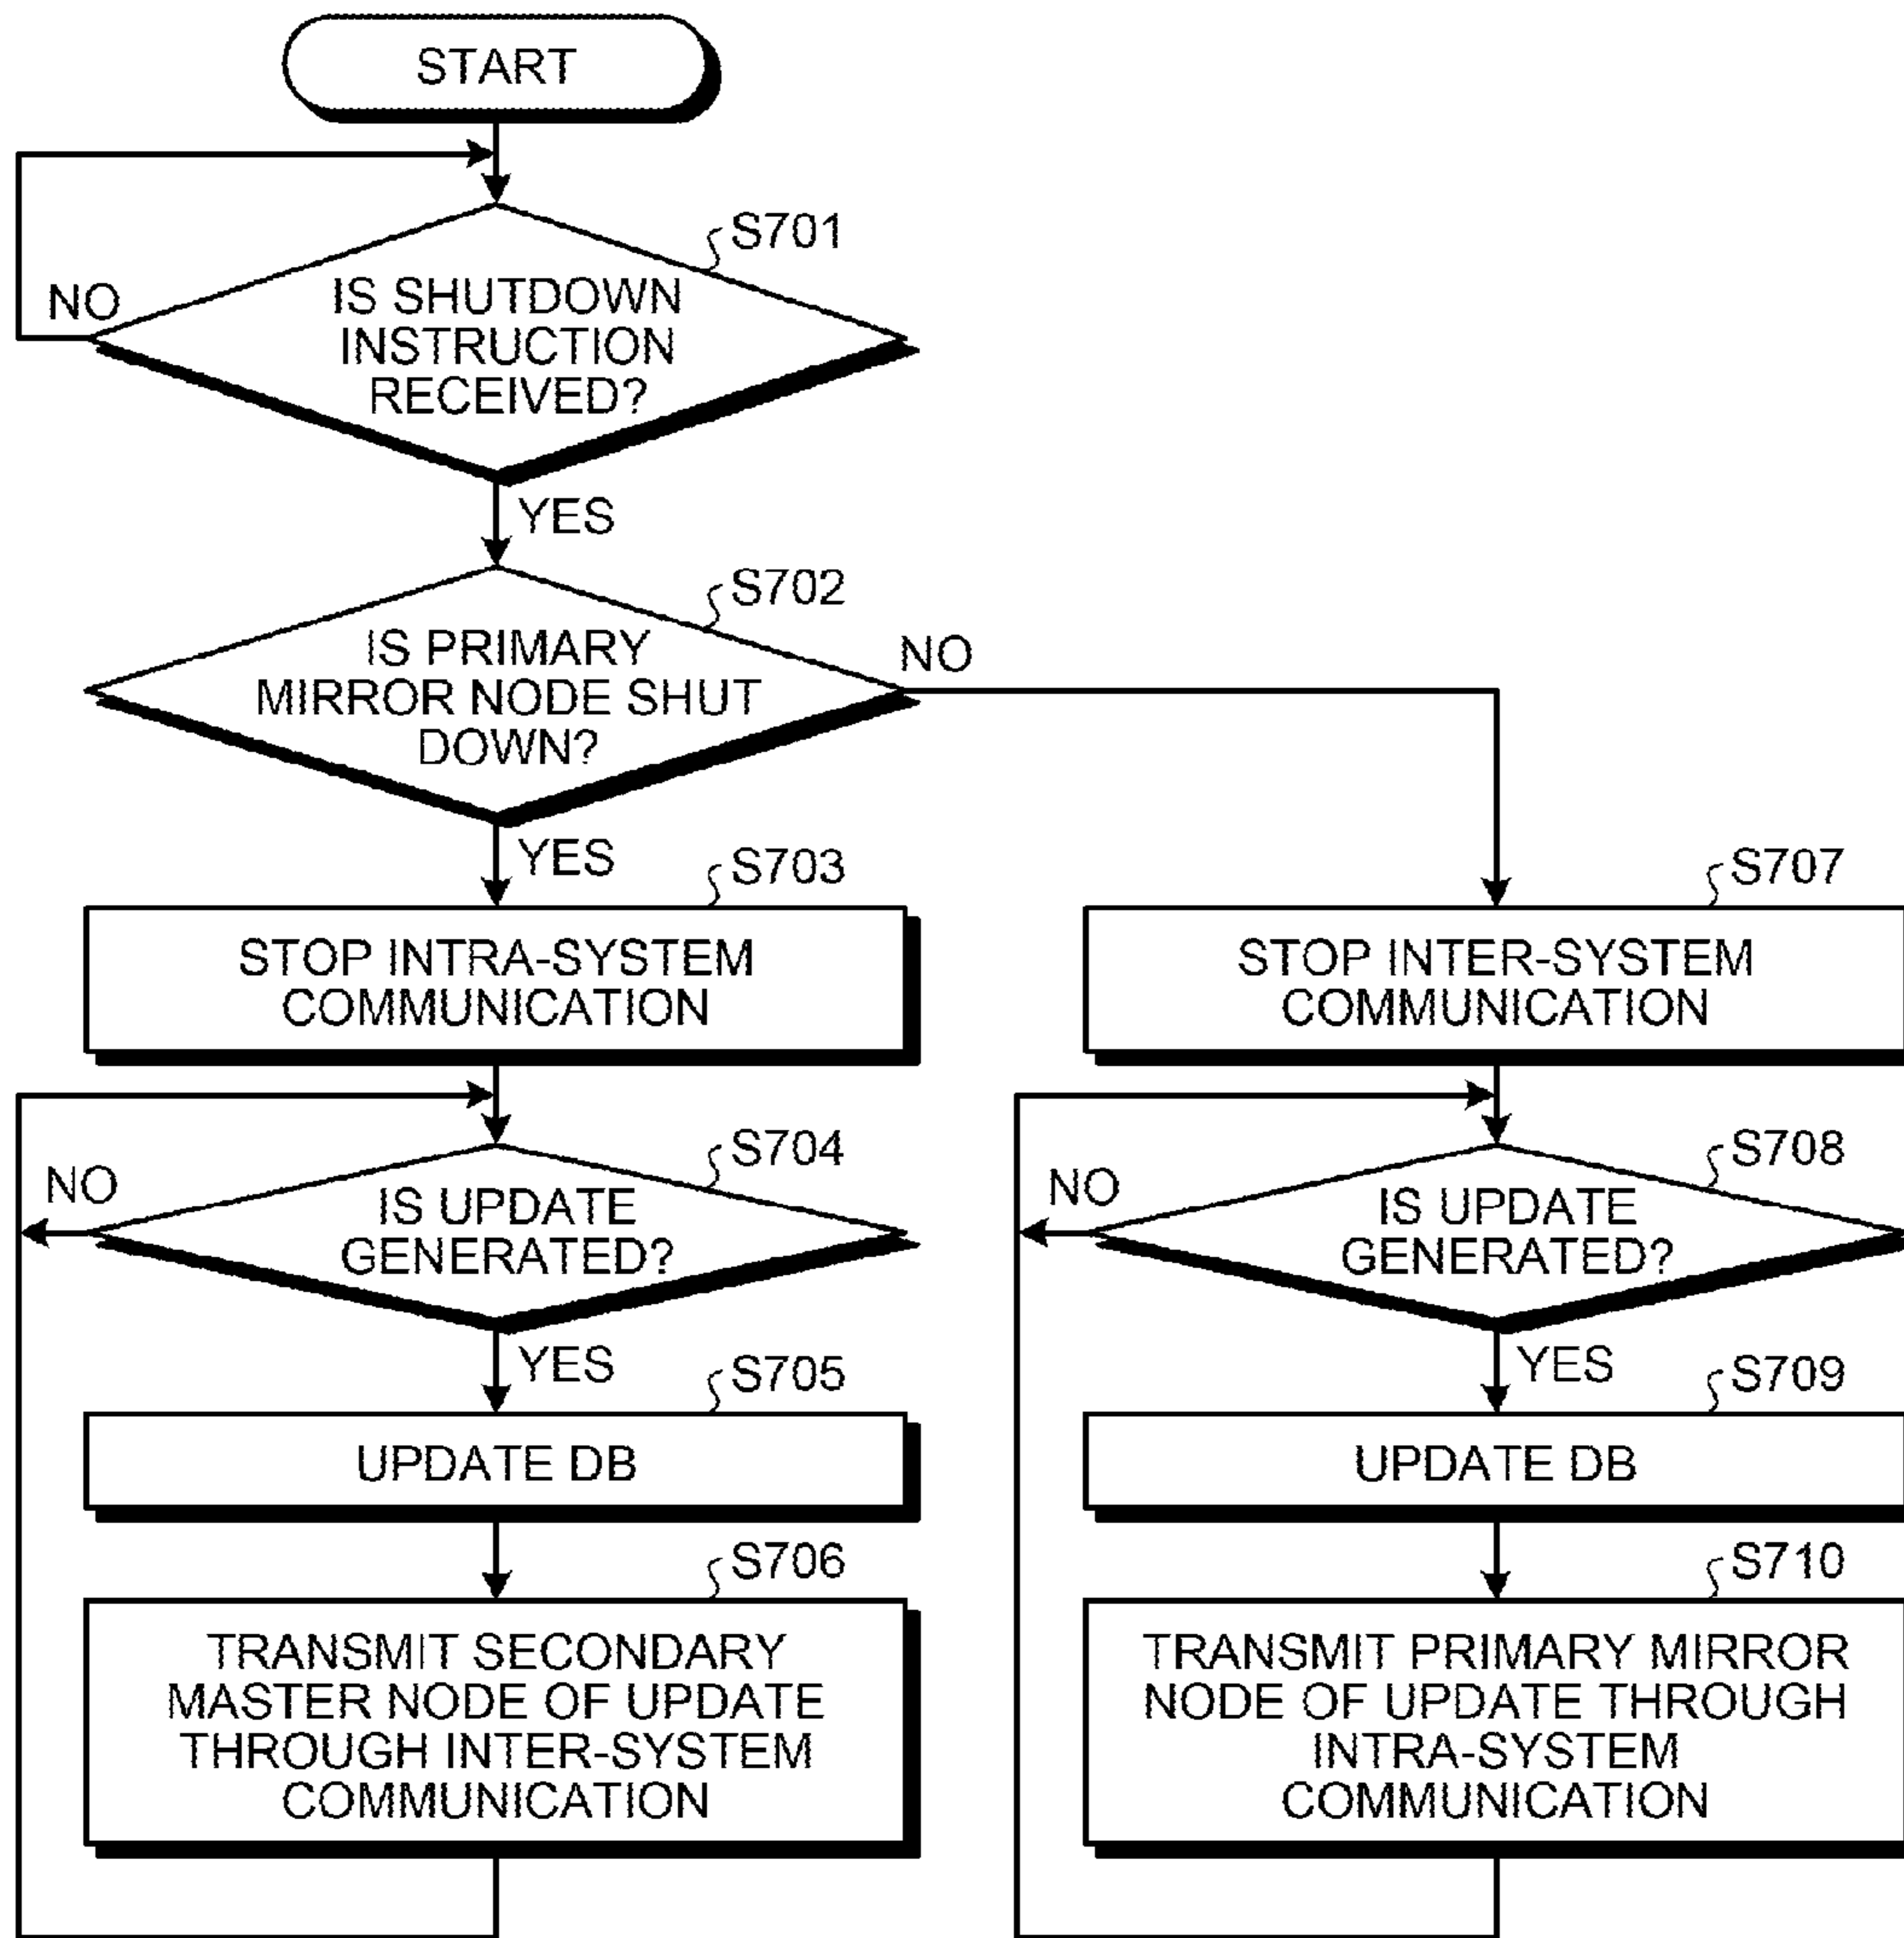 START
S701
NO
IS SHUTDOWN
INSTRUCTION
RECEIVED?
YES
S702
IS PRIMARY
MIRROR NODE SHUT
DOWN?
NO
YES
S703
STOP INTRA-SYSTEM
COMMUNICATION
S704
NO
IS UPDATE
GENERATED?
YES
S705
UPDATE DB
S706
TRANSMIT SECONDARY
MASTER NODE OF UPDATE
THROUGH INTER-SYSTEM
COMMUNICATION
S707
STOP INTER-SYSTEM
COMMUNICATION
S708
NO
IS UPDATE
GENERATED?
YES
S709
UPDATE DB
S710
TRANSMIT PRIMARY MIRROR
NODE OF UPDATE THROUGH
INTRA-SYSTEM
COMMUNICATION